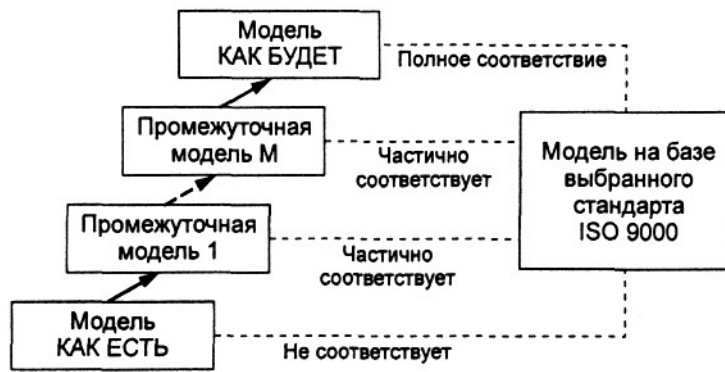 Модель
КАК БУДЕТ
Полное соответствие
Промежуточная
модель М
Частично
соответствует
Модель на базе
выбранного
стандарта
ISO 9000
Промежуточная
модель 1
Частично
соответствует
Модель
КАК ЕСТЬ
Не соответствует